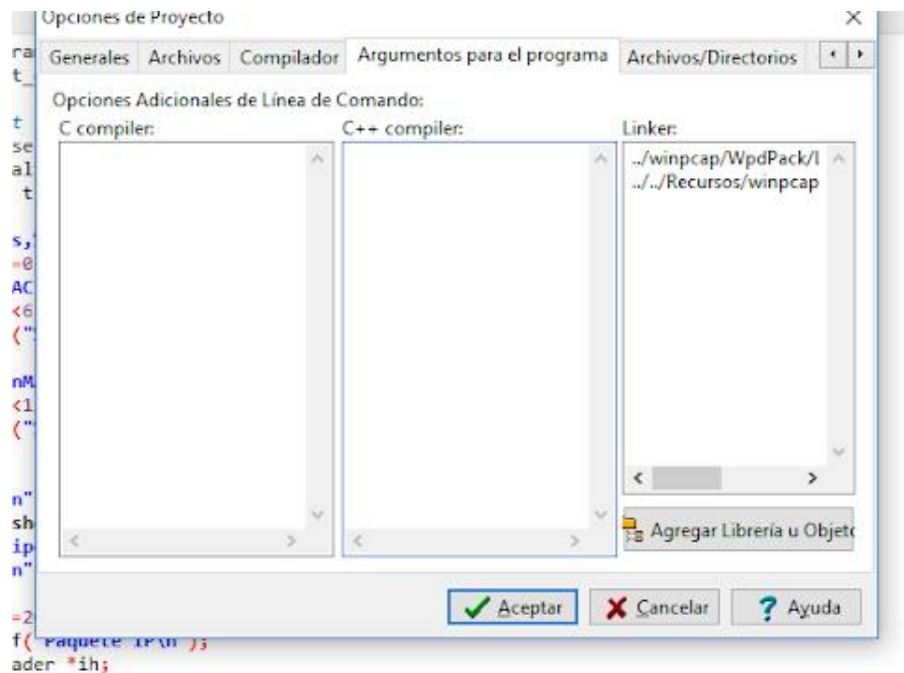 Opciones de Proyecto
Generales Archivos Compilador Argumentos para el programa Archivos/Directorios
Opciones Adicionales de Línea de Comando:
C compiler: C++ compiler: Linker:
../winpcap/WpdPack/l
../../Recursos/winpcap
Agregar Librería u Objeto
Aceptar Cancelar Ayuda
f("Paquete IP\n");
ader *ih;